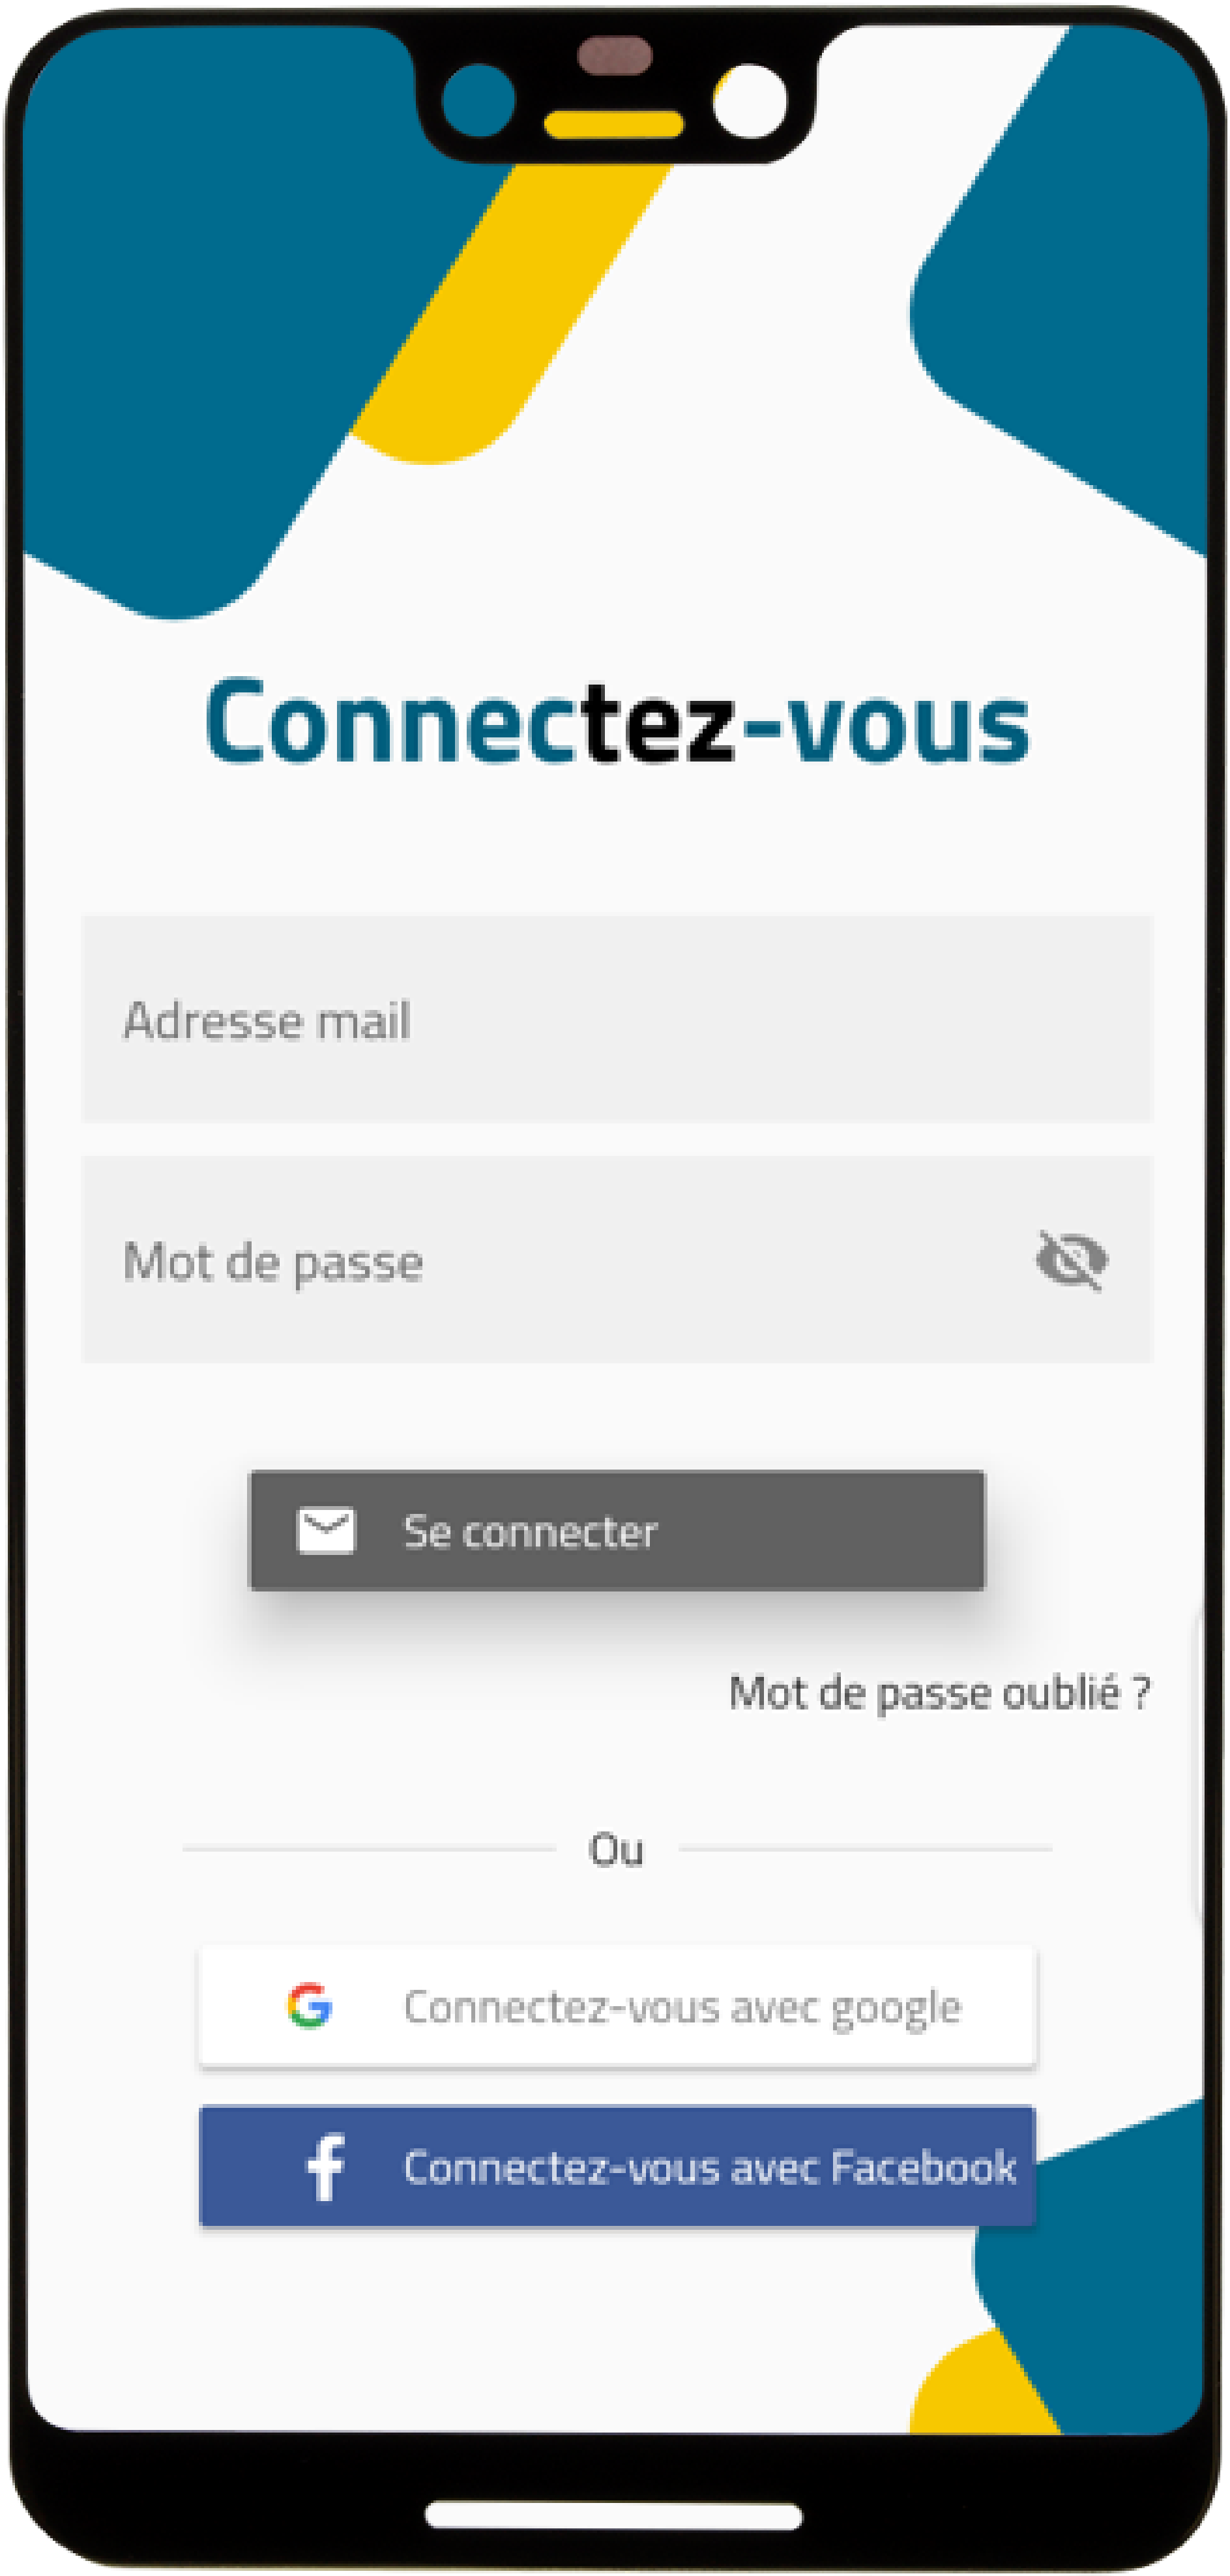 Connectez-vous
Adresse mail
Mot de passe
Se connecter
Mot de passe oublié ?
Ou
Connectez-vous avec google
Connectez-vous avec Facebook